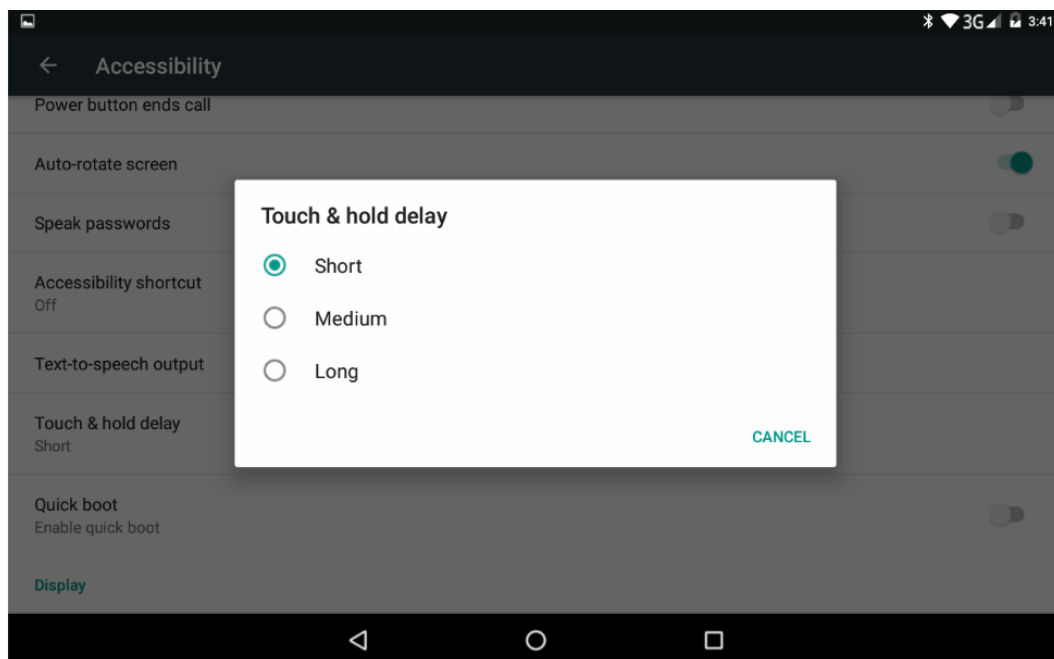 3G 3:41
Accessibility
Power button ends call
Auto-rotate screen
Speak passwords
Accessibility shortcut
Off
Text-to-speech output
Touch & hold delay
Short
Quick boot
Enable quick boot
Display
Touch & hold delay
Short
Medium
Long
CANCEL